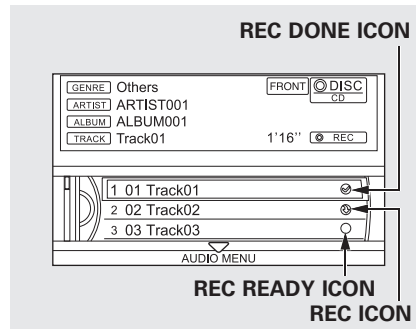 REC DONE ICON
GENRE Others
FRONT DISC
CD
ARTIST ARTIST001
ALBUM ALBUM001
TRACK Track01 1'16'' REC
1 01 Track01
2 02 Track02
3 03 Track03
AUDIO MENU
REC READY ICON
REC ICON